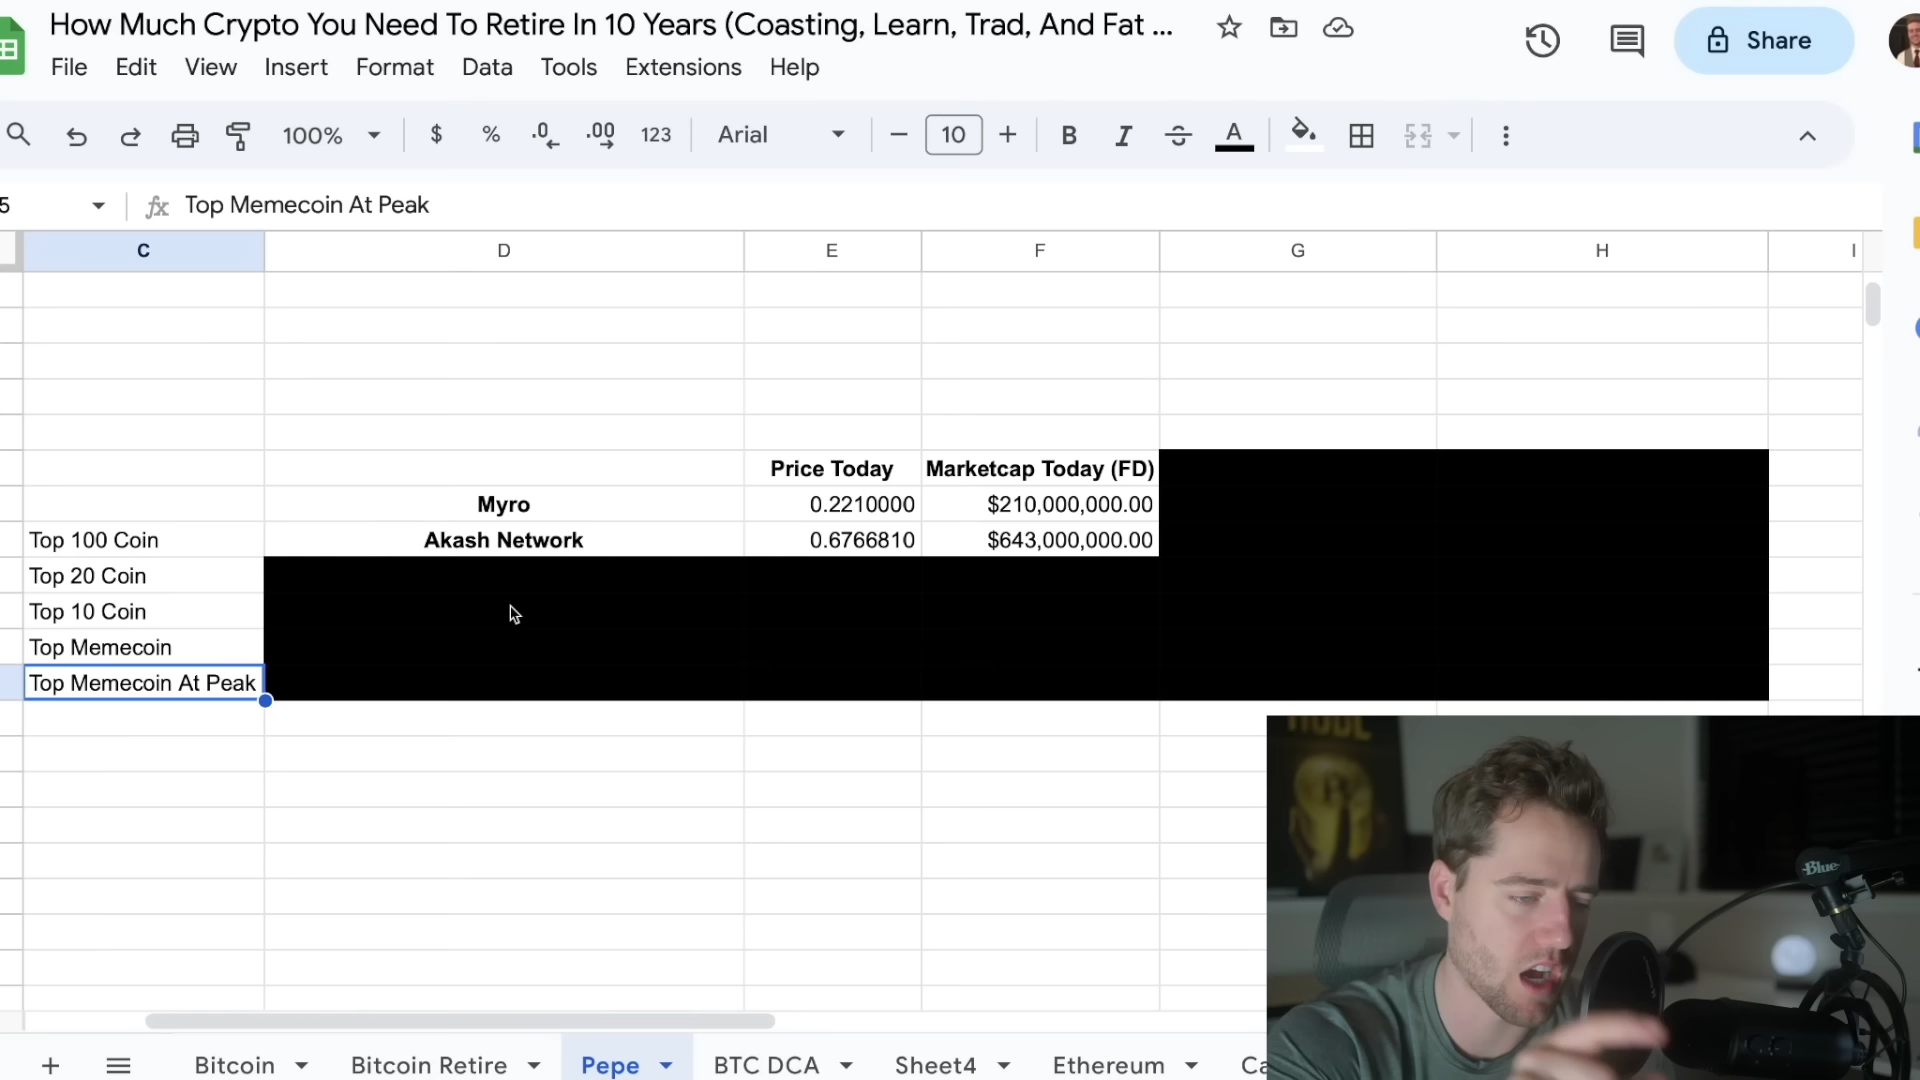 How Much Crypto You Need To Retire In 10 Years (Coasting, Learn, Trad, And Fat ...
Share
File Edit View Insert Format Data Tools Extensions Help
100% $ % .0 .00 123 Arial 10 B I A
5 fx Top Memecoin At Peak
C D E F G H I
Price Today Marketcap Today (FD)
Myro 0.2210000 $210,000,000.00
Top 100 Coin Akash Network 0.6766810 $643,000,000.00
Top 20 Coin
Top 10 Coin
Top Memecoin
Top Memecoin At Peak
HODL
Blue
Bitcoin Bitcoin Retire Pepe BTC DCA Sheet4 Ethereum Ca